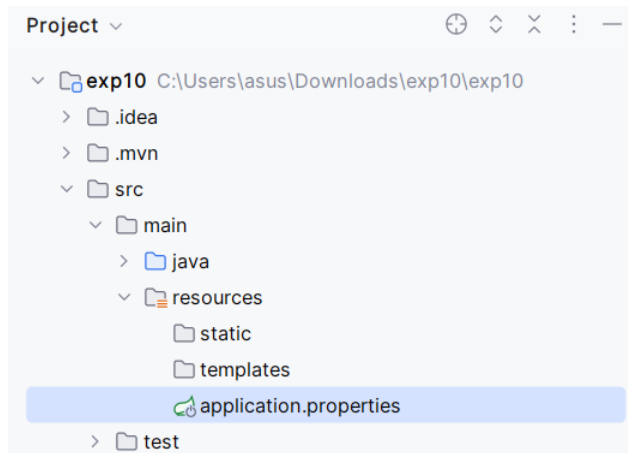 Project
exp10 C:\Users\asus\Downloads\exp10\exp10
.idea
.mvn
src
main
java
resources
static
templates
application.properties
test